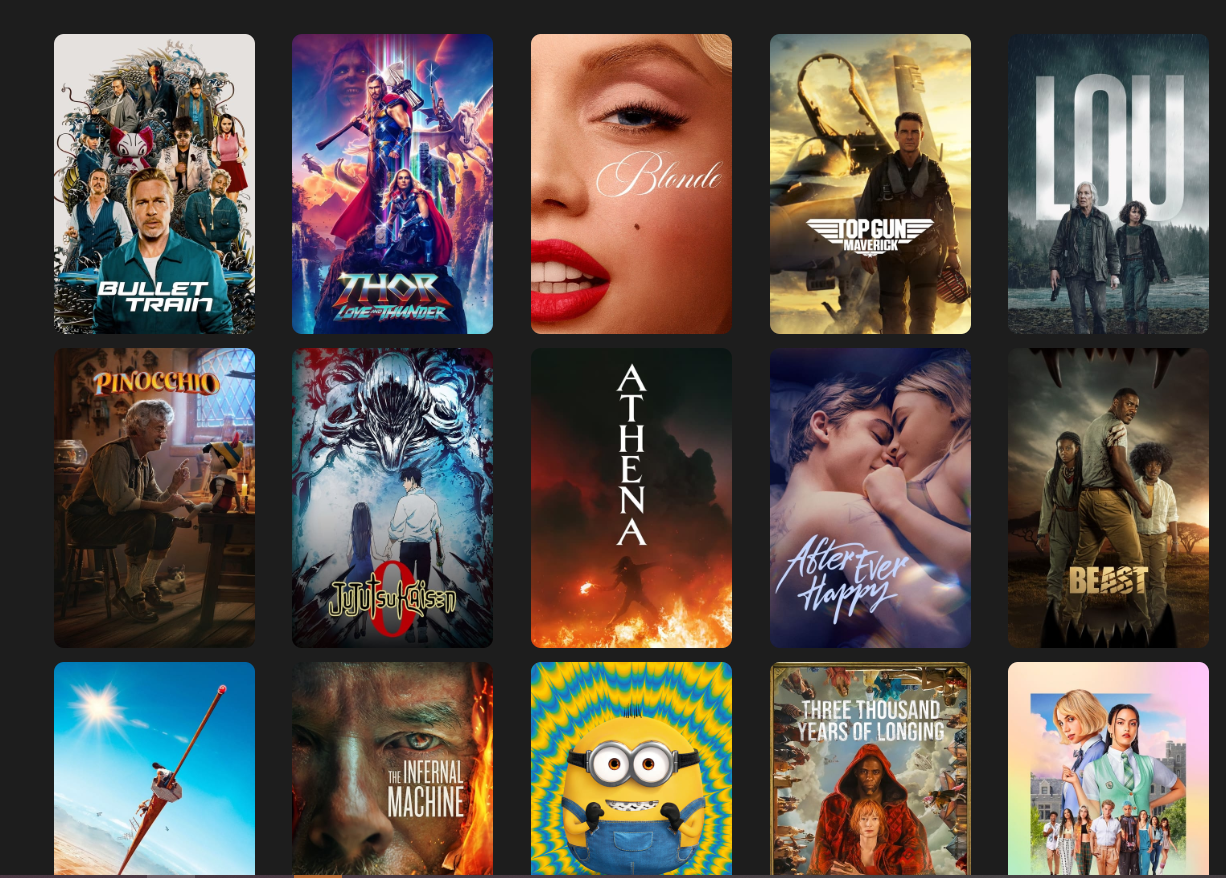 BULLET
TRAIN
THOR
LOVE AND THUNDER
Blonde
TOP GUN
MAVERICK
LOU
PINOCCHIO
JUJUTSU KAISEN
0
ATHENA
After Ever
Happy
BEAST
THE INFERNAL
MACHINE
THREE THOUSAND
YEARS OF LONGING